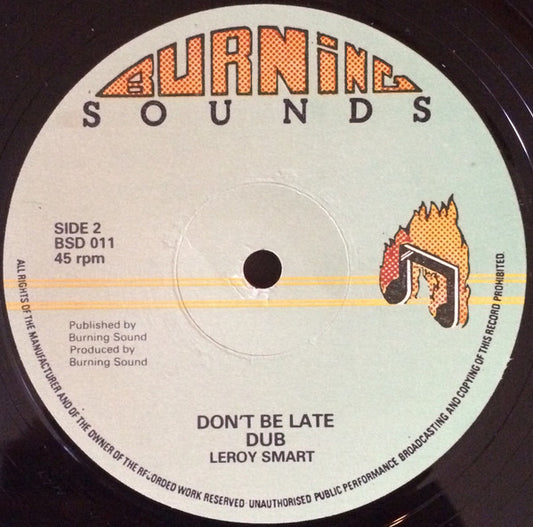 BURNING
SOUNDS
SIDE 2
BSD 011
45 rpm
Published by
Burning Sound
Produced by
Burning Sound
DON'T BE LATE
DUB
LEROY SMART
ALL RIGHTS OF THE MANUFACTURER AND OF THE OWNER OF THE RECORDED WORK RESERVED UNAUTHORISED PUBLIC PERFORMANCE BROADCASTING AND COPYING OF THIS RECORD PROHIBITED